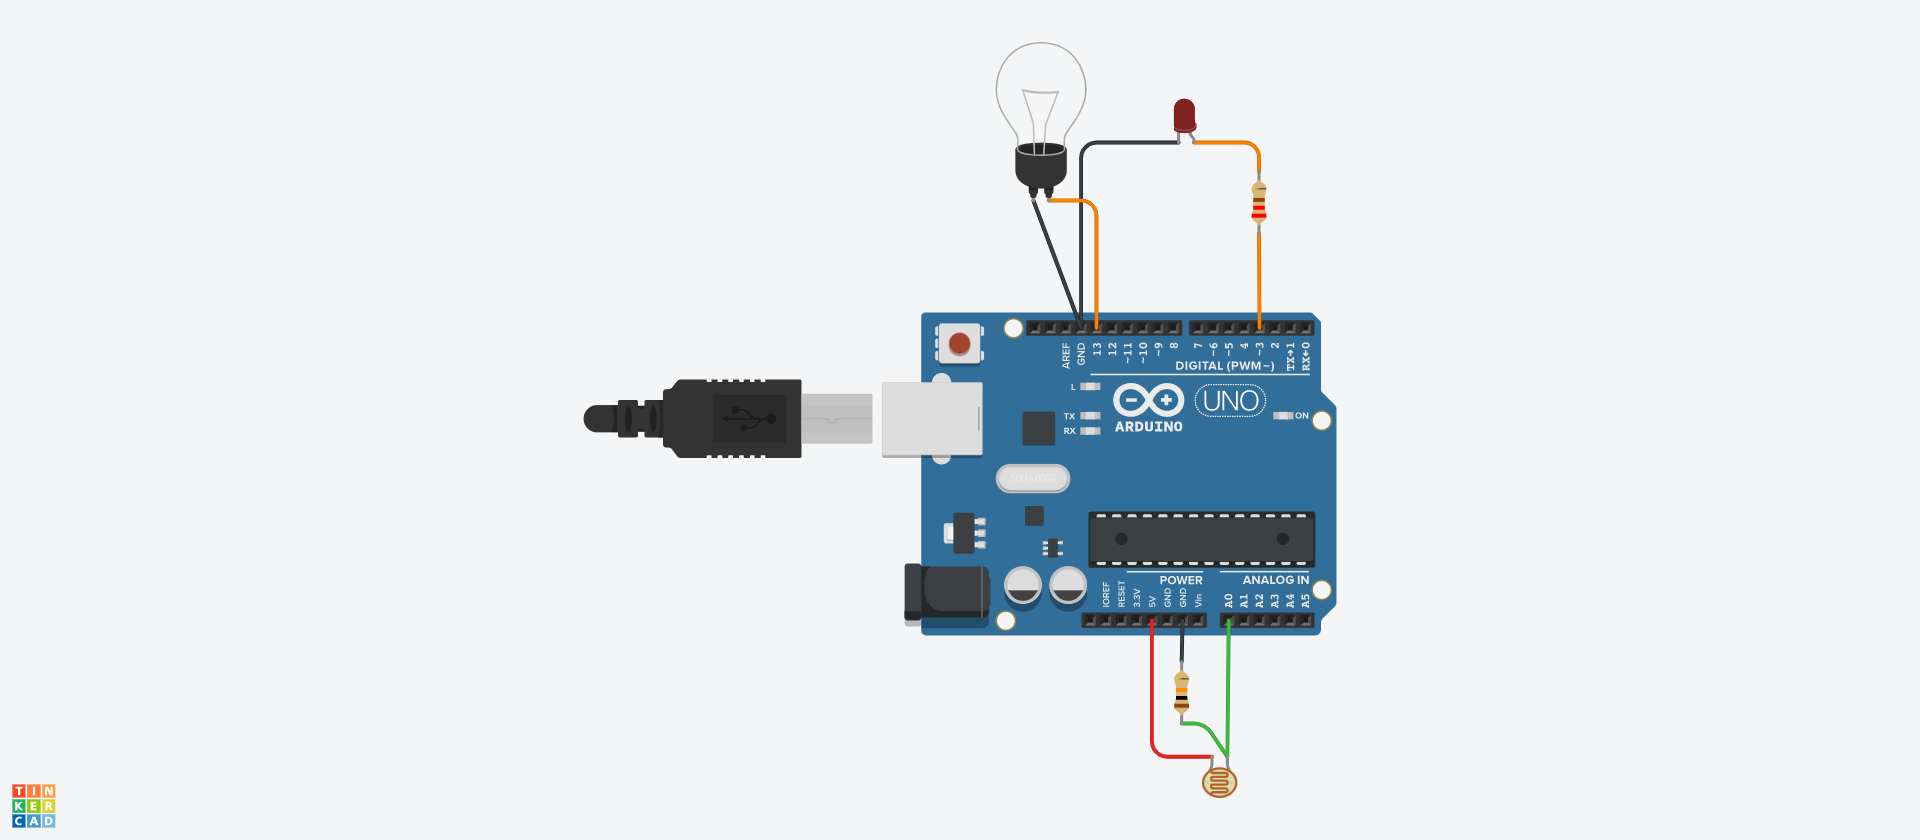 AREF
GND
13
12
~11
~10
~9
8
7
~6
~5
4
~3
2
TX→1
RX←0
DIGITAL (PWM~)
L
TX
RX
ARDUINO
UNO
ON
POWER
ANALOG IN
IOREF
RESET
3.3V
5V
GND
GND
Vin
A0
A1
A2
A3
A4
A5
TIN
KER
CAD